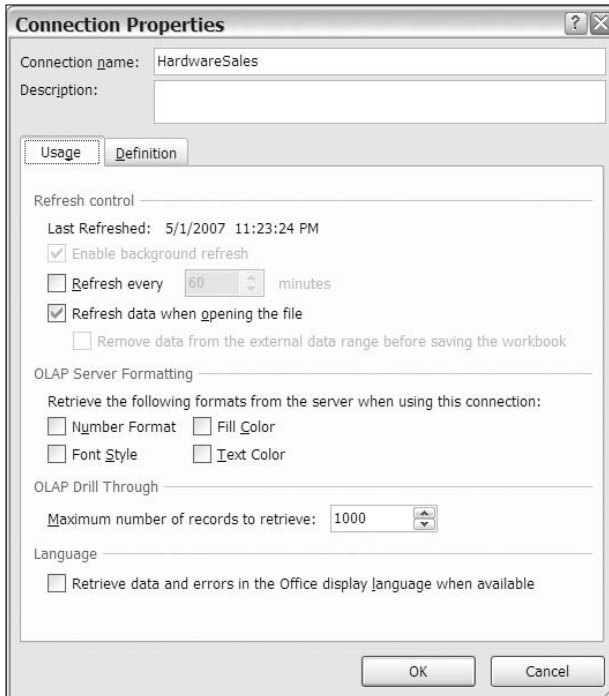 Connection Properties
Connection name: HardwareSales
Description:
Usage Definition
Refresh control
Last Refreshed: 5/1/2007 11:23:24 PM
Enable background refresh
Refresh every 60 minutes
Refresh data when opening the file
Remove data from the external data range before saving the workbook
OLAP Server Formatting
Retrieve the following formats from the server when using this connection:
Number Format Fill Color
Font Style Text Color
OLAP Drill Through
Maximum number of records to retrieve: 1000
Language
Retrieve data and errors in the Office display language when available
OK Cancel